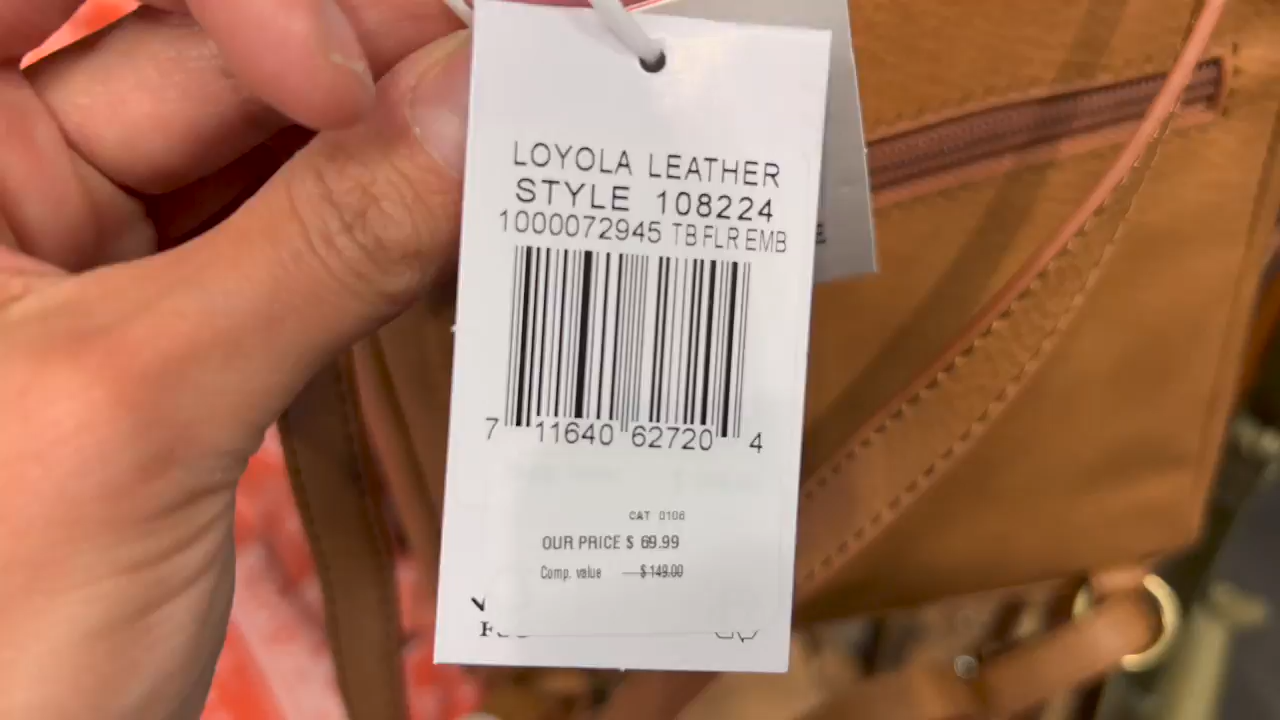 LOYOLA LEATHER
STYLE 108224
1000072945 TB FLR EMB
7 11640 62720 4
CAT 0106
OUR PRICE $ 69.99
Comp. value $ 149.00